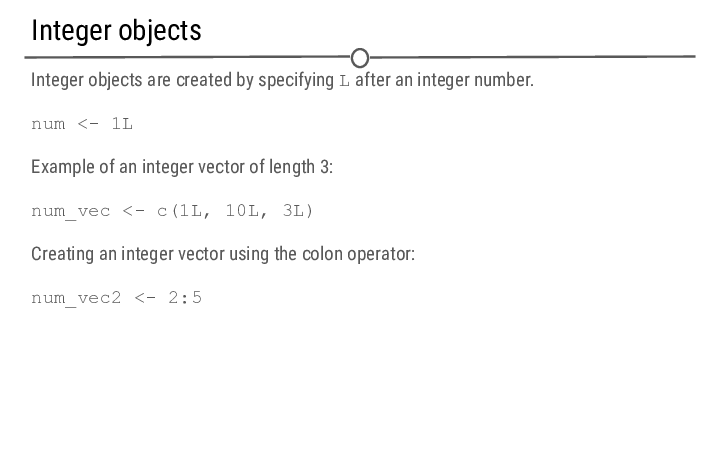 Integer objects
Integer objects are created by specifying L after an integer number.
num <- 1L
Example of an integer vector of length 3:
num_vec <- c(1L, 10L, 3L)
Creating an integer vector using the colon operator:
num_vec2 <- 2:5